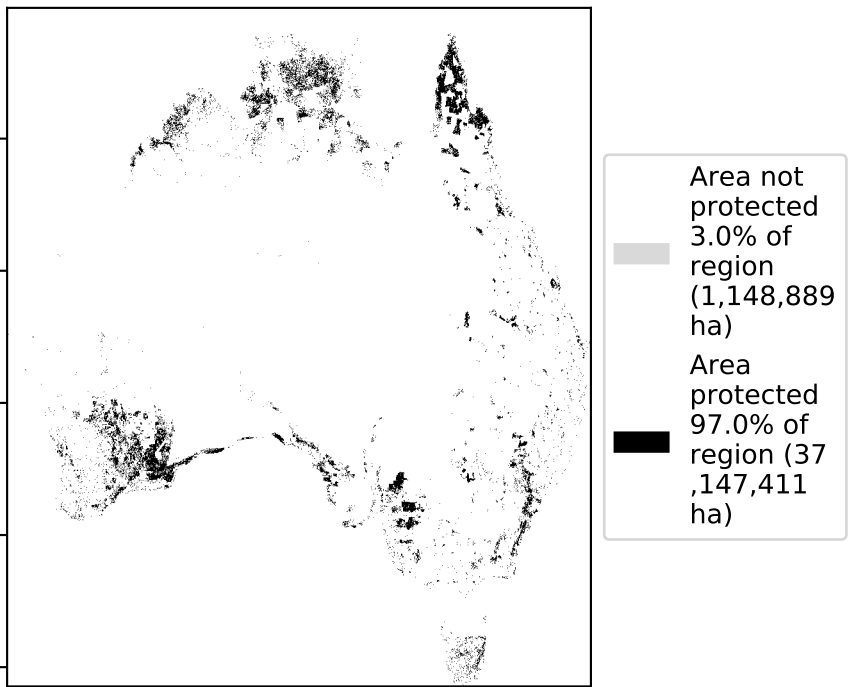 Area not
protected
3.0% of
region
(1,148,889
ha)
Area
protected
97.0% of
region (37
,147,411
ha)